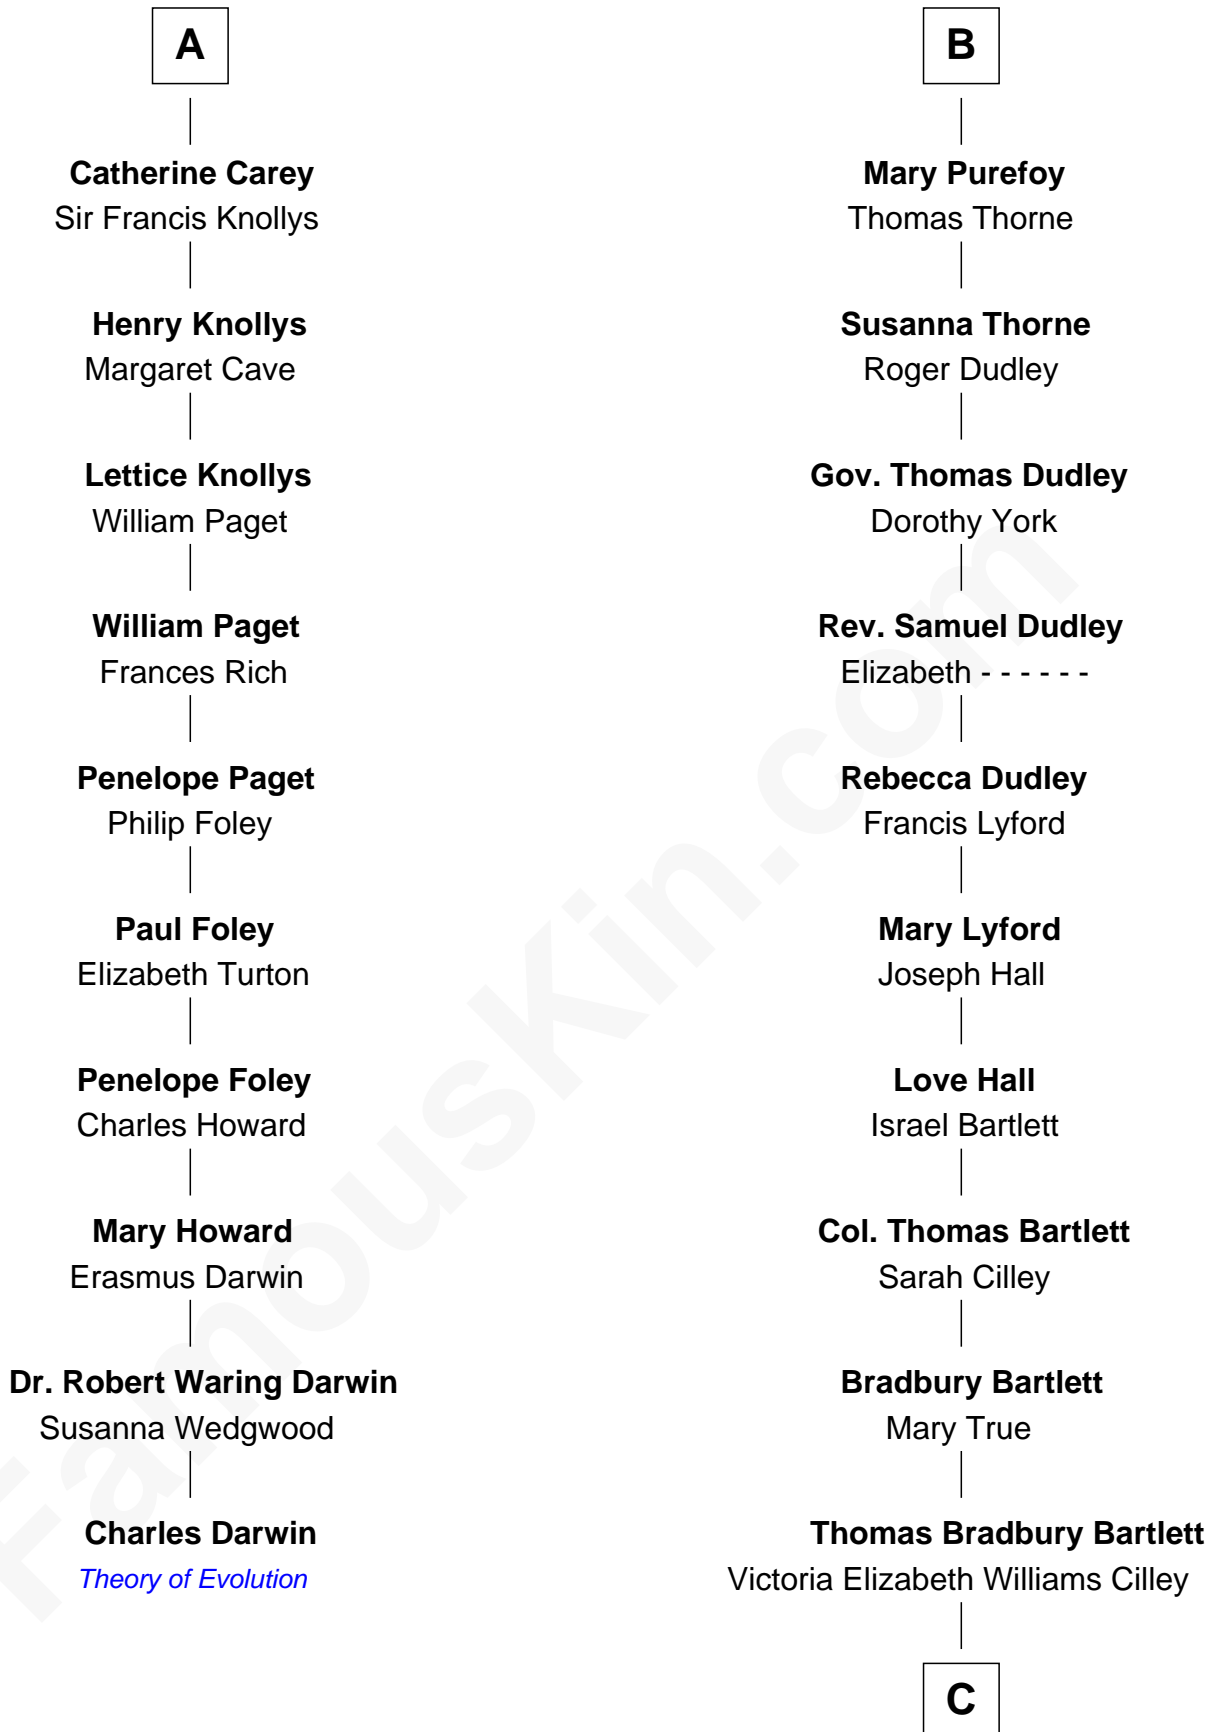 A
Catherine Carey
Sir Francis Knollys
Henry Knollys
Margaret Cave
Lettice Knollys
William Paget
William Paget
Frances Rich
Penelope Paget
Philip Foley
Paul Foley
Elizabeth Turton
Penelope Foley
Charles Howard
Mary Howard
Erasmus Darwin
Dr. Robert Waring Darwin
Susanna Wedgwood
Charles Darwin
Theory of Evolution
B
Mary Purefoy
Thomas Thorne
Susanna Thorne
Roger Dudley
Gov. Thomas Dudley
Dorothy York
Rev. Samuel Dudley
Elizabeth - - - - - -
Rebecca Dudley
Francis Lyford
Mary Lyford
Joseph Hall
Love Hall
Israel Bartlett
Col. Thomas Bartlett
Sarah Cilley
Bradbury Bartlett
Mary True
Thomas Bradbury Bartlett
Victoria Elizabeth Williams Cilley
C
FamousKin.com